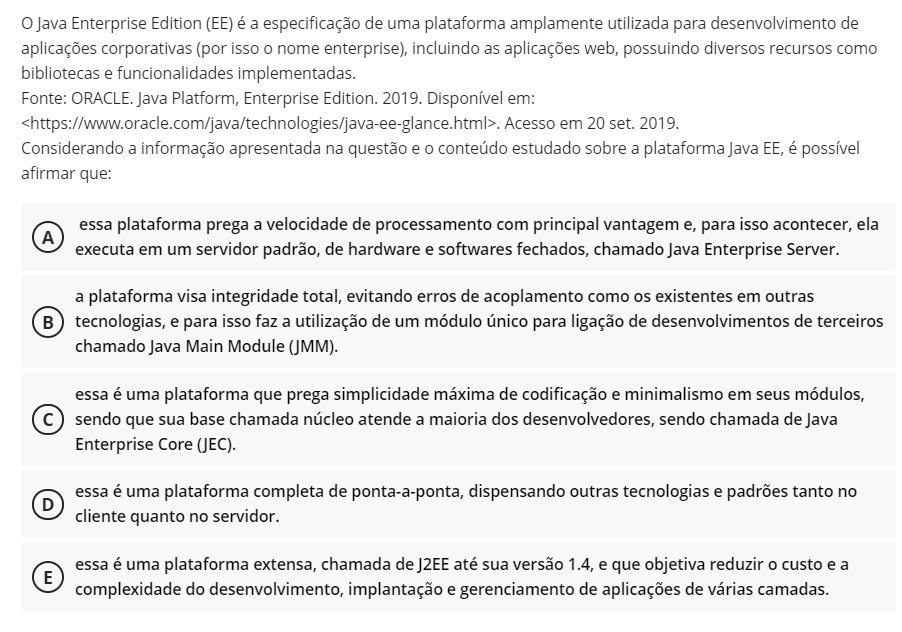 O Java Enterprise Edition (EE) é a especificação de uma plataforma amplamente utilizada para desenvolvimento de
aplicações corporativas (por isso o nome enterprise), incluindo as aplicações web, possuindo diversos recursos como
bibliotecas e funcionalidades implementadas.
Fonte: ORACLE. Java Platform, Enterprise Edition. 2019. Disponível em:
<https://www.oracle.com/java/technologies/java-ee-glance.html>. Acesso em 20 set. 2019.
Considerando a informação apresentada na questão e o conteúdo estudado sobre a plataforma Java EE, é possível
afirmar que:
A essa plataforma prega a velocidade de processamento com principal vantagem e, para isso acontecer, ela
executa em um servidor padrão, de hardware e softwares fechados, chamado Java Enterprise Server.
a plataforma visa integridade total, evitando erros de acoplamento como os existentes em outras
B tecnologias, e para isso faz a utilização de um módulo único para ligação de desenvolvimentos de terceiros
chamado Java Main Module (JMM).
essa é uma plataforma que prega simplicidade máxima de codificação e minimalismo em seus módulos,
C sendo que sua base chamada núcleo atende a maioria dos desenvolvedores, sendo chamada de Java
Enterprise Core (JEC).
D essa é uma plataforma completa de ponta-a-ponta, dispensando outras tecnologias e padrões tanto no
cliente quanto no servidor.
E essa é uma plataforma extensa, chamada de J2EE até sua versão 1.4, e que objetiva reduzir o custo e a
complexidade do desenvolvimento, implantação e gerenciamento de aplicações de várias camadas.